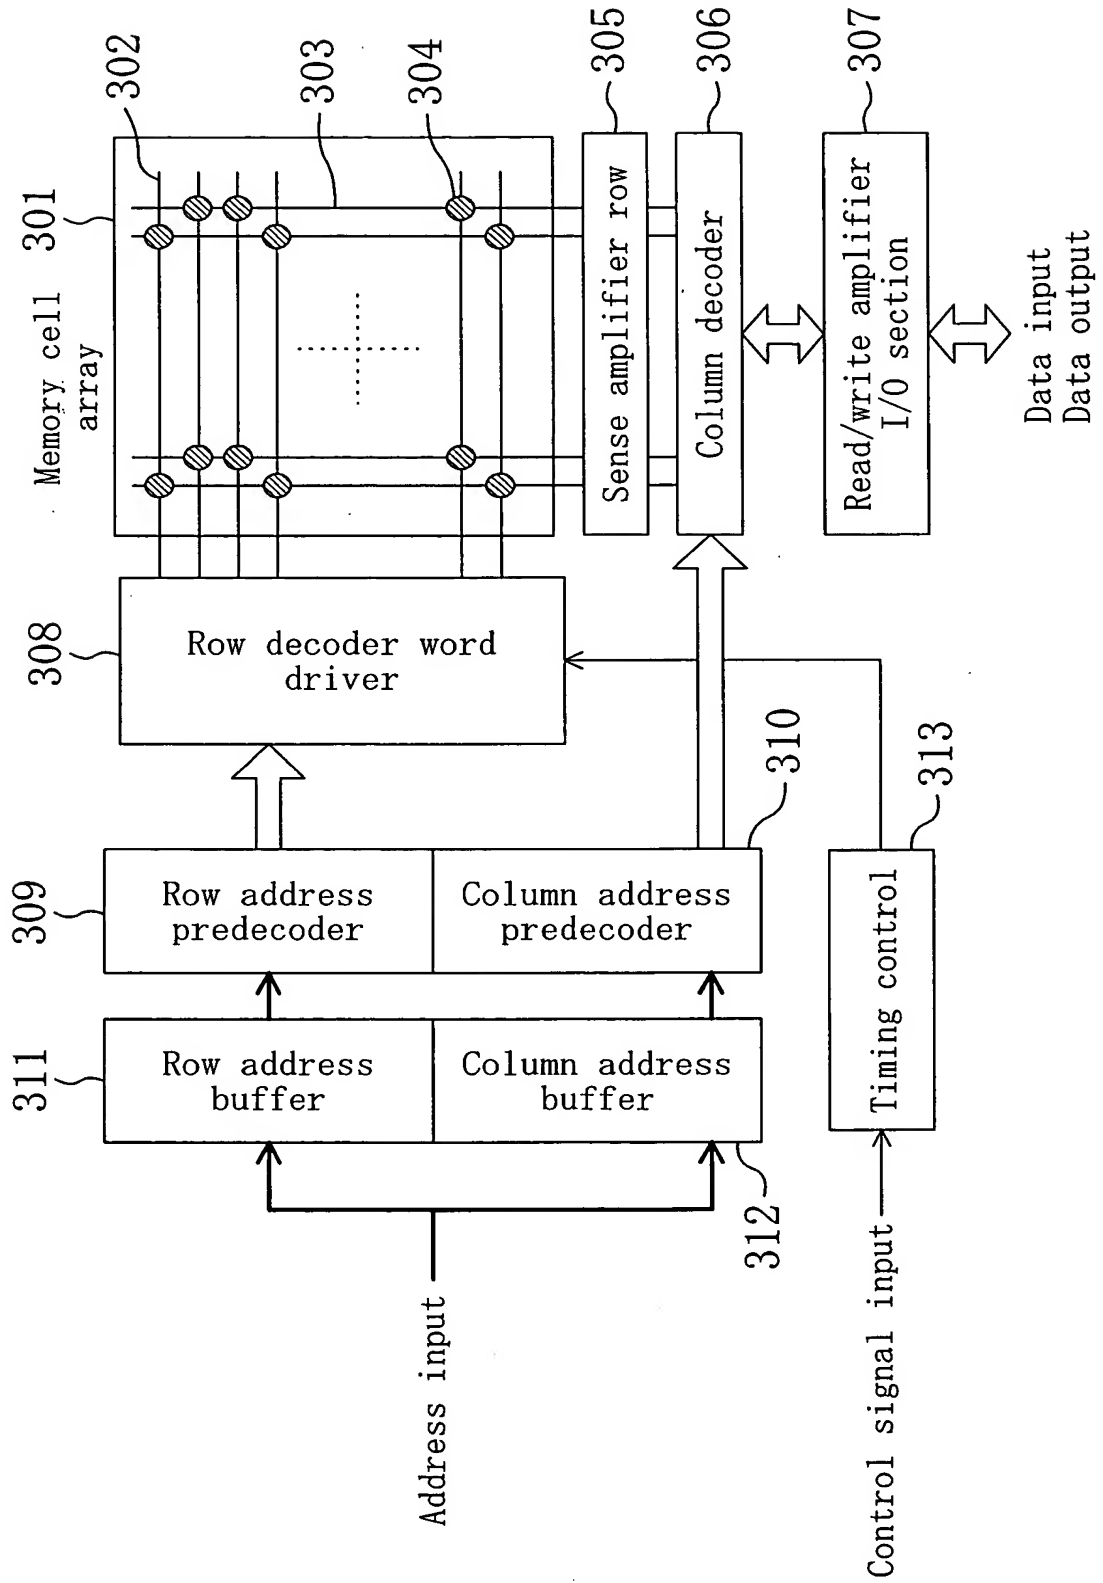 Memory cell
array
301
302
303
304
305
306
307
308
Row decoder word
driver
Sense amplifier row
Column decoder
Read/write amplifier
I/O section
Data input
Data output
309
Row address
predecoder
Column address
predecoder
310
311
Row address
buffer
Column address
buffer
312
313
Timing control
Address input
Control signal input